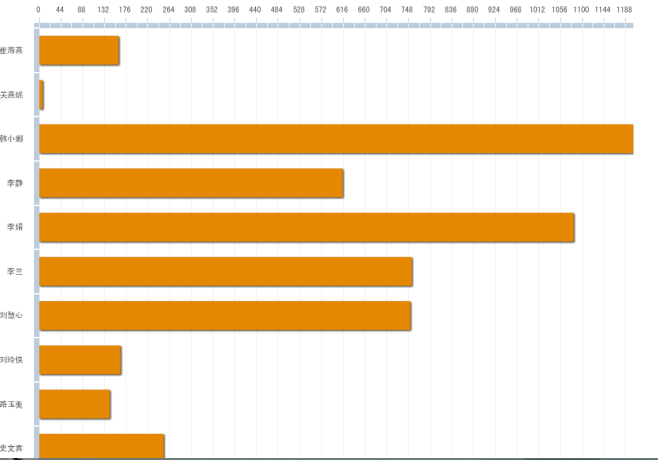 0 44 88 132 176 220 264 308 352 396 440 484 528 572 616 660 704 748 792 836 880 924 968 1012 1056 1100 1144 1188
崔海燕
关燕妮
韩小娜
李静
李娟
李兰
刘慧心
刘玲侠
路玉美
史文宾